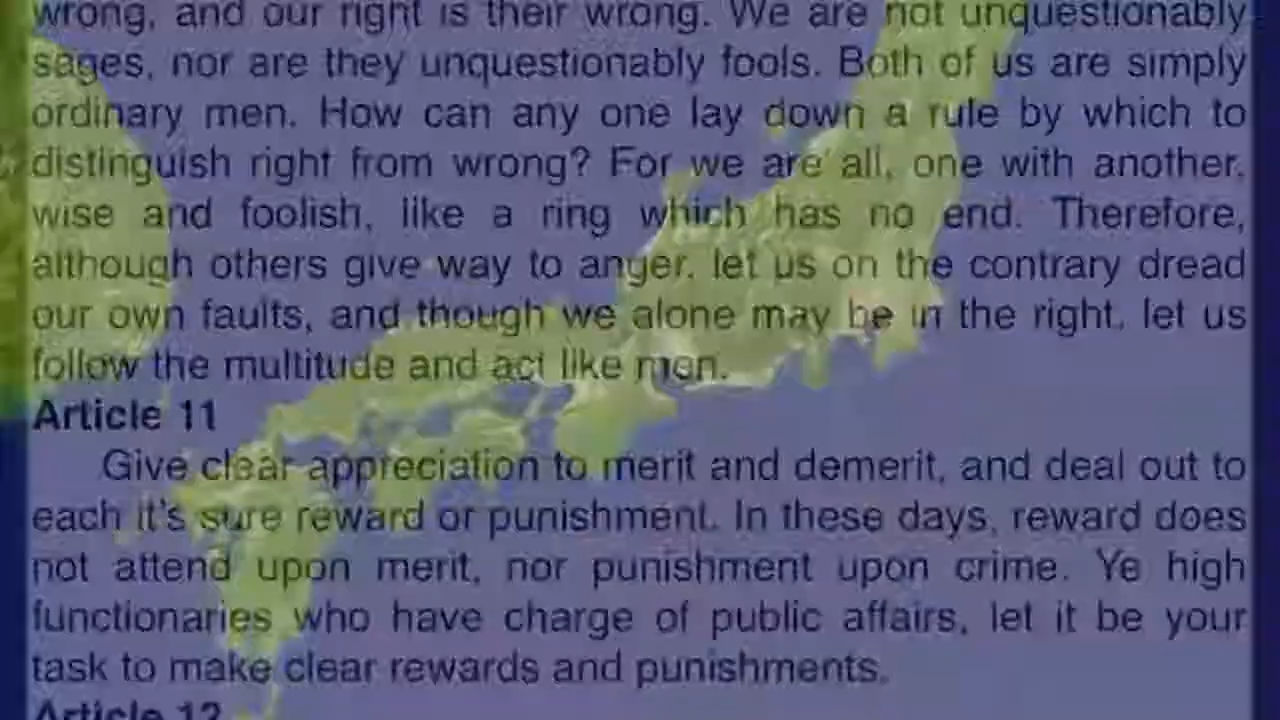 wrong, and our right is their wrong. We are not unquestionably
sages, nor are they unquestionably fools. Both of us are simply
ordinary men. How can any one lay down a rule by which to
distinguish right from wrong? For we are all, one with another,
wise and foolish, like a ring which has no end. Therefore,
although others give way to anger, let us on the contrary dread
our own faults, and though we alone may be in the right, let us
follow the multitude and act like men.
Article 11
Give clear appreciation to merit and demerit, and deal out to
each it's sure reward or punishment. In these days, reward does
not attend upon merit, nor punishment upon crime. Ye high
functionaries who have charge of public affairs, let it be your
task to make clear rewards and punishments.
Article 12